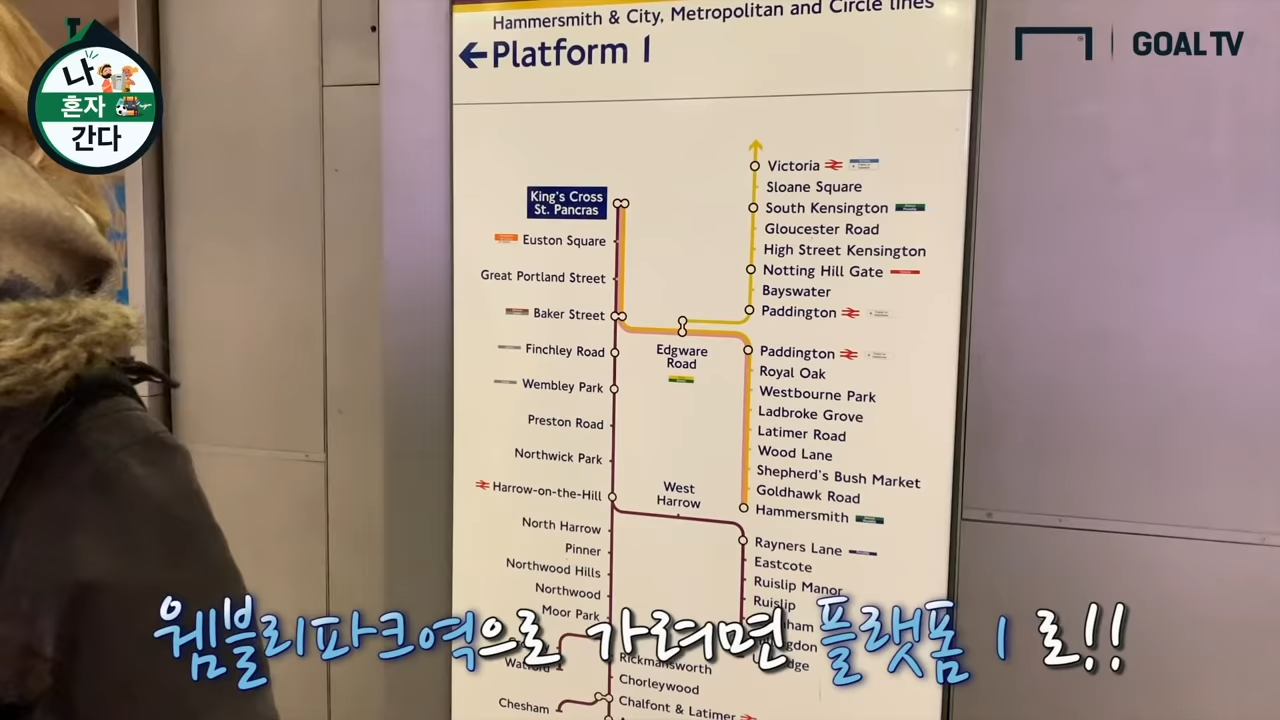 나
혼자
간다
GOAL TV
Hammersmith & City, Metropolitan and Circle lines
←Platform 1
King's Cross
St. Pancras
Euston Square
Great Portland Street
Baker Street
Finchley Road
Wembley Park
Preston Road
Northwick Park
Harrow-on-the-Hill
North Harrow
Pinner
Northwood Hills
Northwood
Moor Park
Watford
Rickmansworth
Chorleywood
Chalfont & Latimer
Chesham
Edgware
Road
West
Harrow
Victoria
Sloane Square
South Kensington
Gloucester Road
High Street Kensington
Notting Hill Gate
Bayswater
Paddington
Paddington
Royal Oak
Westbourne Park
Ladbroke Grove
Latimer Road
Wood Lane
Shepherd's Bush Market
Goldhawk Road
Hammersmith
Rayners Lane
Eastcote
Ruislip Manor
Ruislip
웸블리파크역으로 가려면 플랫폼 1 로!!